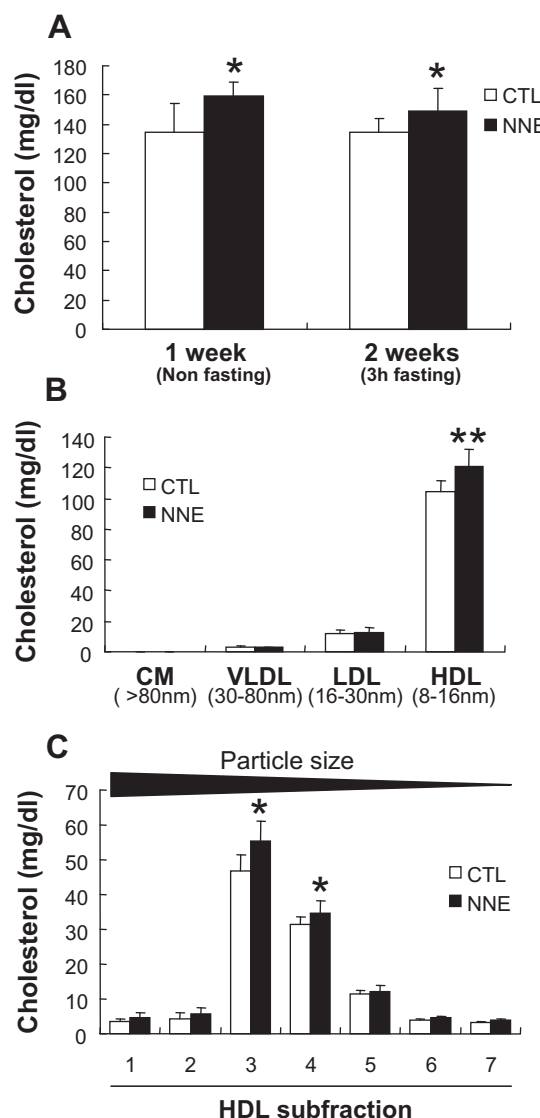 A
Cholesterol (mg/dl)
180
160
140
120
100
80
60
40
20
0
*
*
CTL
NNE
1 week
(Non fasting)
2 weeks
(3h fasting)
B
Cholesterol (mg/dl)
140
120
100
80
60
40
20
0
CTL
NNE
**
CM VLDL LDL HDL
( >80nm) (30-80nm) (16-30nm) (8-16nm)
C
Particle size
Cholesterol (mg/dl)
70
60
50
40
30
20
10
0
*
*
CTL
NNE
1 2 3 4 5 6 7
HDL subfraction